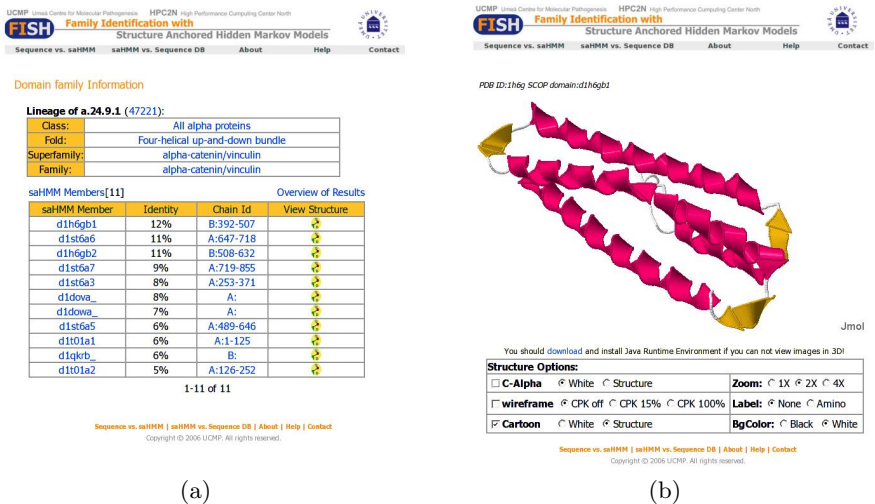 UCMP Umeå Centre for Molecular Pathogenesis HPC2N High Performance Computing Center North
FISH Family Identification with
Structure Anchored Hidden Markov Models
Sequence vs. saHMM saHMM vs. Sequence DB About Help Contact
Domain family Information
Lineage of a.24.9.1 (47221):
Class: All alpha proteins
Fold: Four-helical up-and-down bundle
Superfamily: alpha-catenin/vinculin
Family: alpha-catenin/vinculin
saHMM Members[11] Overview of Results
saHMM Member Identity Chain Id View Structure
d1h6gb1 12% B:392-507
d1st6a6 11% A:647-718
d1h6gb2 11% B:508-632
d1st6a7 9% A:719-855
d1st6a3 8% A:253-371
d1dova_ 8% A:
d1dowa_ 7% A:
d1st6a5 6% A:489-646
d1t01a1 6% A:1-125
d1qkrb_ 6% B:
d1t01a2 5% A:126-252
1-11 of 11
Sequence vs. saHMM | saHMM vs. Sequence DB | About | Help | Contact
Copyright © 2006 UCMP. All rights reserved.
(a)
UCMP Umeå Centre for Molecular Pathogenesis HPC2N High Performance Computing Center North
FISH Family Identification with
Structure Anchored Hidden Markov Models
Sequence vs. saHMM saHMM vs. Sequence DB About Help Contact
PDB ID:1h6g SCOP domain:d1h6gb1
Jmol
You should download and install Java Runtime Environment if you can not view images in 3D!
Structure Options:
C-Alpha White Structure Zoom: 1X 2X 4X
wireframe CPK off CPK 15% CPK 100% Label: None Amino
Cartoon White Structure BgColor: Black White
Sequence vs. saHMM | saHMM vs. Sequence DB | About | Help | Contact
Copyright © 2006 UCMP. All rights reserved.
(b)